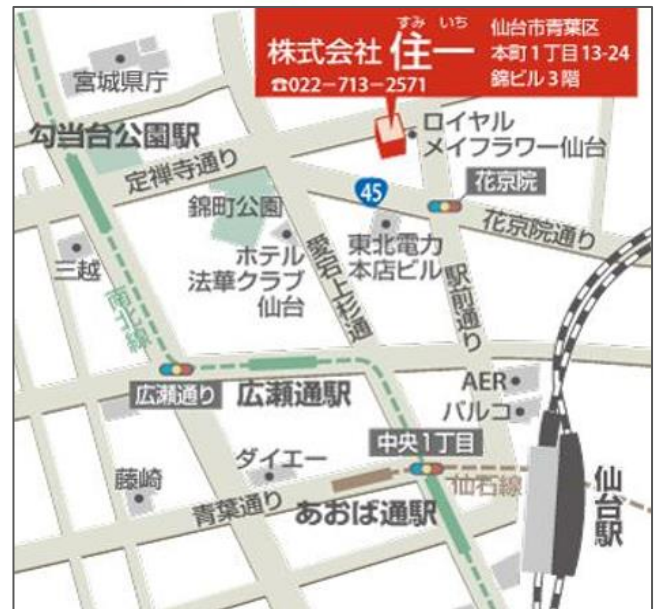 すみ いち
株式会社 住一
☎022-713-2571
仙台市青葉区
本町1丁目13-24
錦ビル3階
宮城県庁
勾当台公園駅
定禅寺通り
ロイヤル
メイフラワー仙台
花京院
45
錦町公園
花京院通り
三越
ホテル
法華クラブ
仙台
愛宕上杉通
東北電力
本店ビル
駅前通り
南北線
広瀬通り
広瀬通駅
AER
パルコ
中央1丁目
ダイエー
藤崎
仙石線
青葉通り
あおば通駅
仙台駅